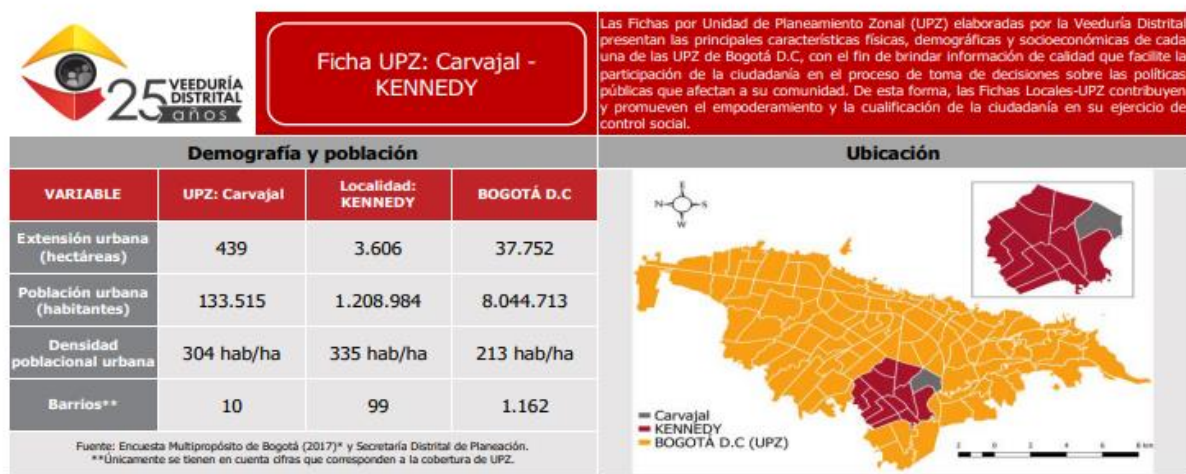 25
años
VEEDURÍA
DISTRITAL
Ficha UPZ: Carvajal -
KENNEDY
Las Fichas por Unidad de Planeamiento Zonal (UPZ) elaboradas por la Veeduría Distrital
presentan las principales características físicas, demográficas y socioeconómicas de cada
una de las UPZ de Bogotá D.C, con el fin de brindar información de calidad que facilite la
participación de la ciudadanía en el proceso de toma de decisiones sobre las políticas
públicas que afectan a su comunidad. De esta forma, las Fichas Locales-UPZ contribuyen
y promueven el empoderamiento y la cualificación de la ciudadanía en su ejercicio de
control social.
Demografía y población
VARIABLE UPZ: Carvajal Localidad: KENNEDY BOGOTÁ D.C
Extensión urbana (hectáreas) 439 3.606 37.752
Población urbana (habitantes) 133.515 1.208.984 8.044.713
Densidad poblacional urbana 304 hab/ha 335 hab/ha 213 hab/ha
Barrios** 10 99 1.162
Fuente: Encuesta Multipropósito de Bogotá (2017)* y Secretaría Distrital de Planeación.
**Únicamente se tienen en cuenta cifras que corresponden a la cobertura de UPZ.
Ubicación
E
N S
W
Carvajal
KENNEDY
BOGOTÁ D.C (UPZ)
2 0 2 4 6 8 km